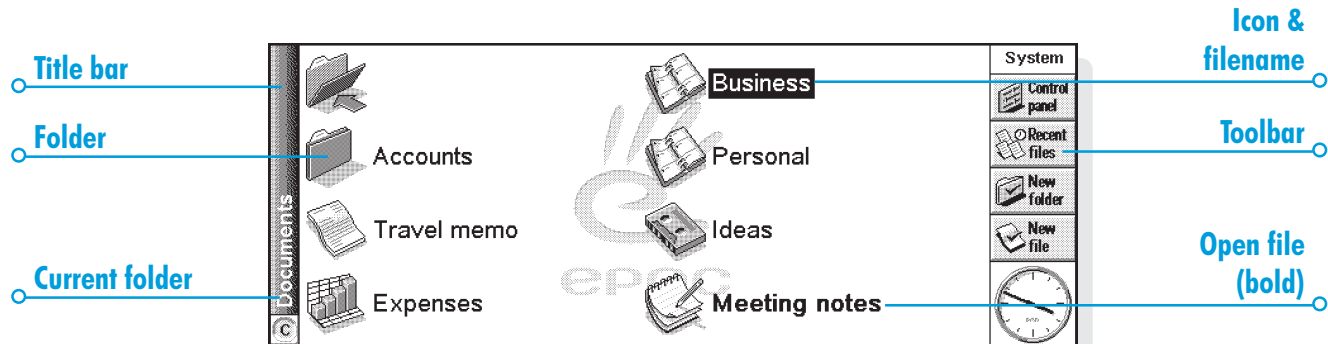 Title bar
Folder
Current folder
Documents
C
Accounts
Travel memo
Expenses
Business
Personal
Ideas
Meeting notes
epoc
System
Control
panel
Recent
files
New
folder
New
file
Icon &
filename
Toolbar
Open file
(bold)